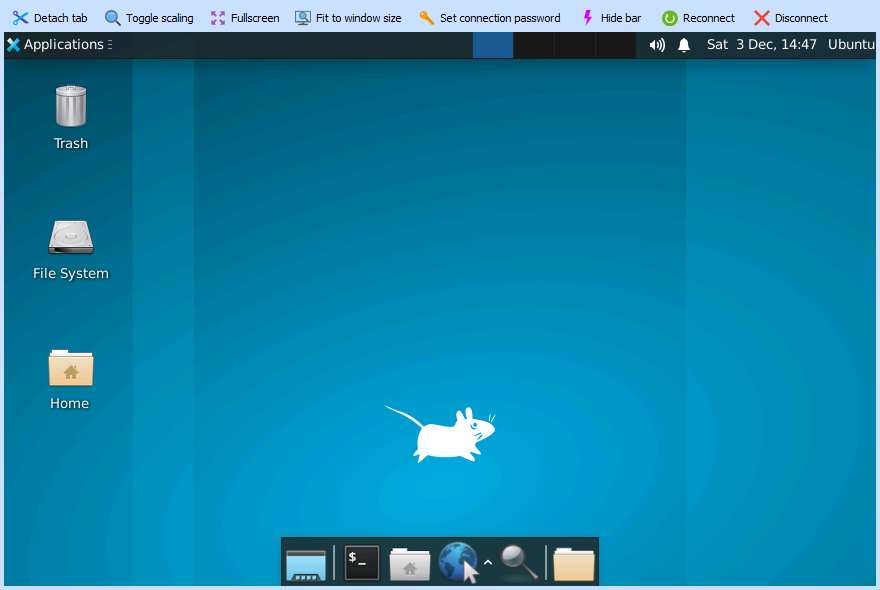 Detach tab Toggle scaling Fullscreen Fit to window size Set connection password Hide bar Reconnect Disconnect
Applications Sat 3 Dec, 14:47 Ubuntu
Trash
File System
Home
$_